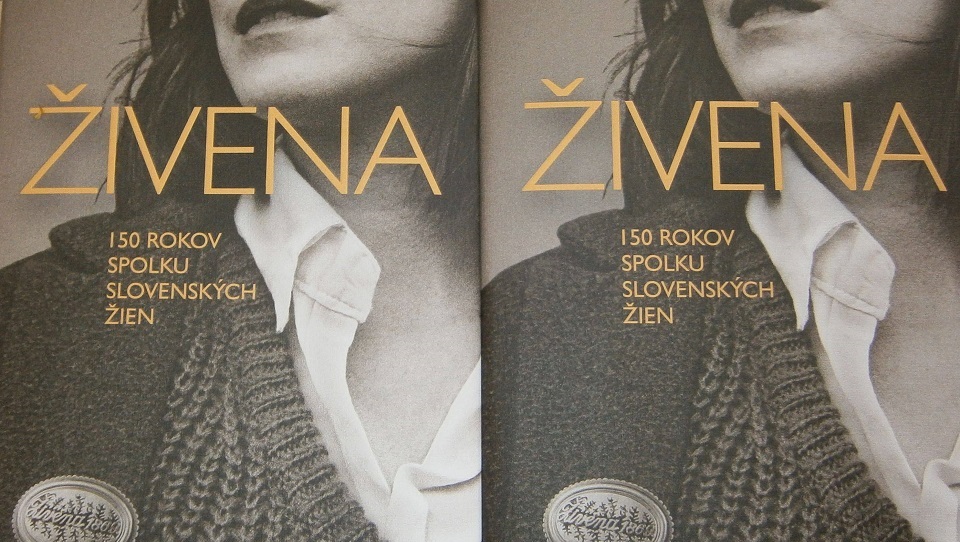 ŽIVENA
150 ROKOV
SPOLKU
SLOVENSKÝCH
ŽIEN
ŽIVENA
150 ROKOV
SPOLKU
SLOVENSKÝCH
ŽIEN